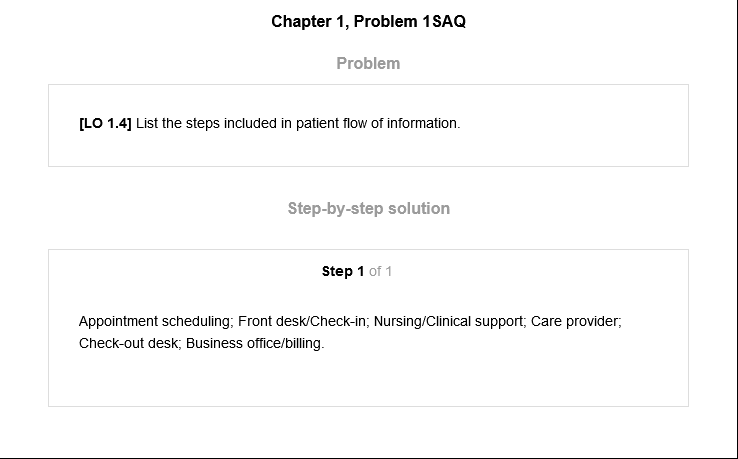 Chapter 1, Problem 1SAQ
Problem
[LO 1.4] List the steps included in patient flow of information.
Step-by-step solution
Step 1 of 1
Appointment scheduling; Front desk/Check-in; Nursing/Clinical support; Care provider;
Check-out desk; Business office/billing.